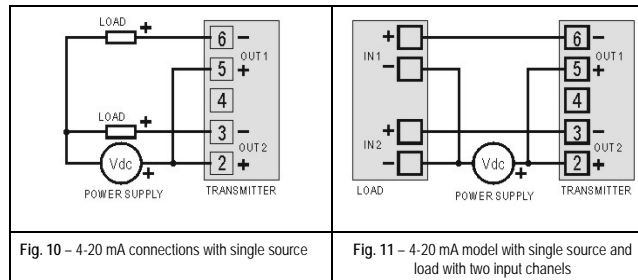 LOAD
+
6 −
OUT1
5 +
4
LOAD
+
3 −
OUT2
Vdc
2 +
+
POWER SUPPLY
TRANSMITTER
Fig. 10 – 4-20 mA connections with single source
+
6 −
IN1
OUT1
−
5 +
4
+
3 −
IN2
OUT2
−
Vdc
2 +
+
LOAD
POWER SUPPLY
TRANSMITTER
Fig. 11 – 4-20 mA model with single source and
load with two input chanels